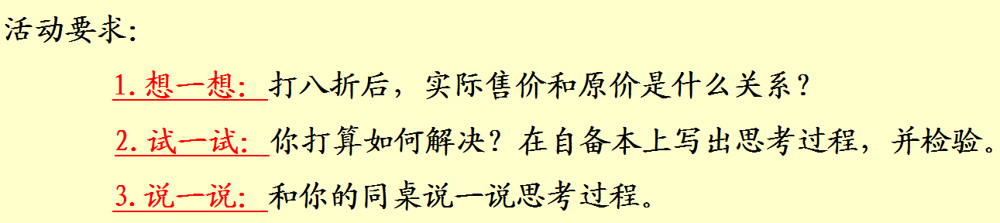 活动要求：
1.想一想：打八折后，实际售价和原价是什么关系？
2.试一试：你打算如何解决？在自备本上写出思考过程，并检验。
3.说一说：和你的同桌说一说思考过程。